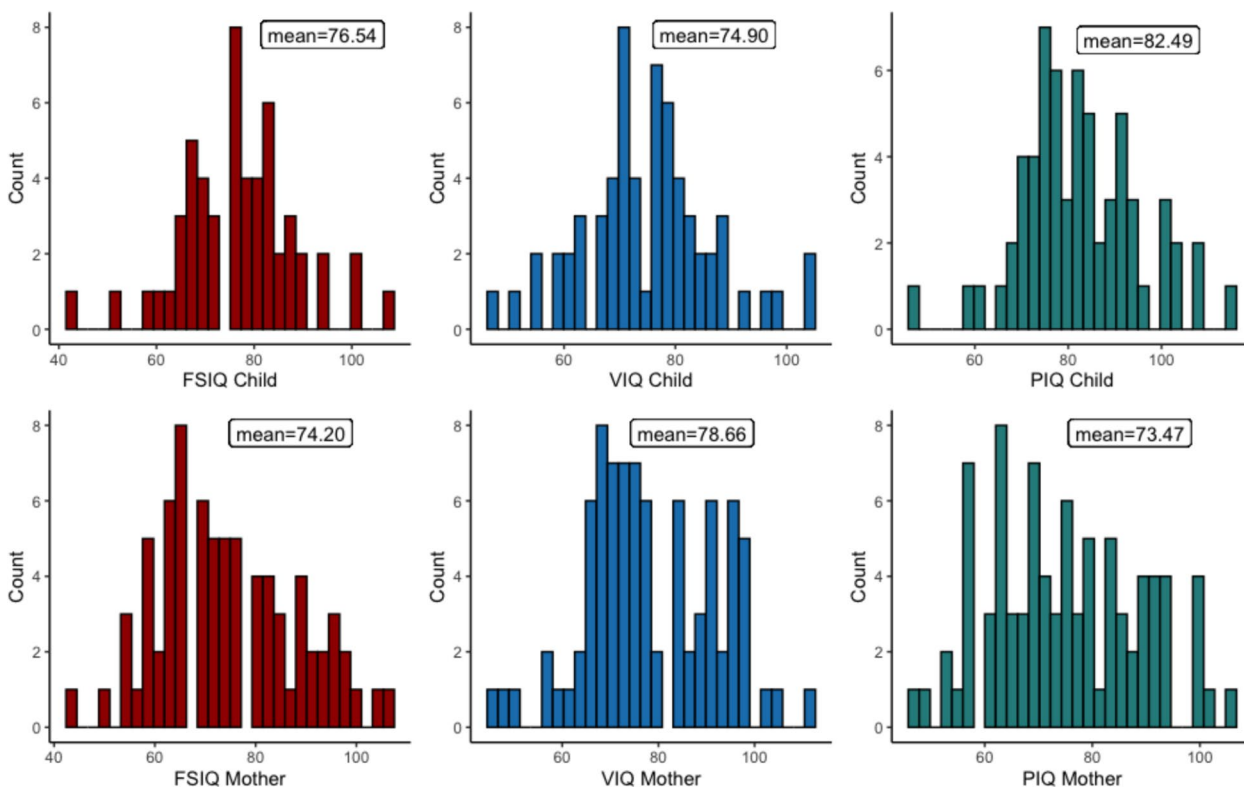 mean=76.54
8
6
4
2
0
Count
40
60
80
100
FSIQ Child
mean=74.90
8
6
4
2
0
Count
60
80
100
VIQ Child
mean=82.49
6
4
2
0
Count
60
80
100
PIQ Child
mean=74.20
8
6
4
2
0
Count
40
60
80
100
FSIQ Mother
mean=78.66
8
6
4
2
0
Count
60
80
100
VIQ Mother
mean=73.47
8
6
4
2
0
Count
60
80
100
PIQ Mother